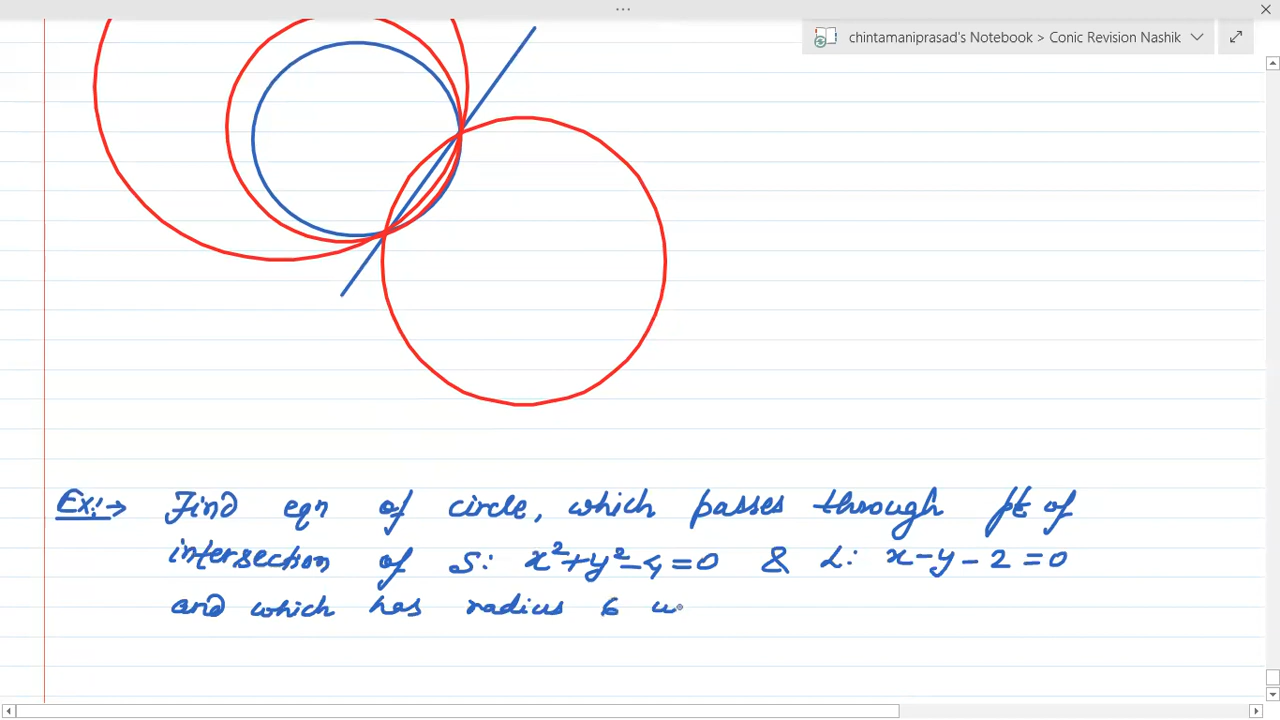 ...
chintamaniprasad's Notebook > Conic Revision Nashik
Ex:→ Find eqn of circle, which passes through pt of
intersection of S: x²+y²-4=0 & L: x-y-2=0
and which has radius 6 u